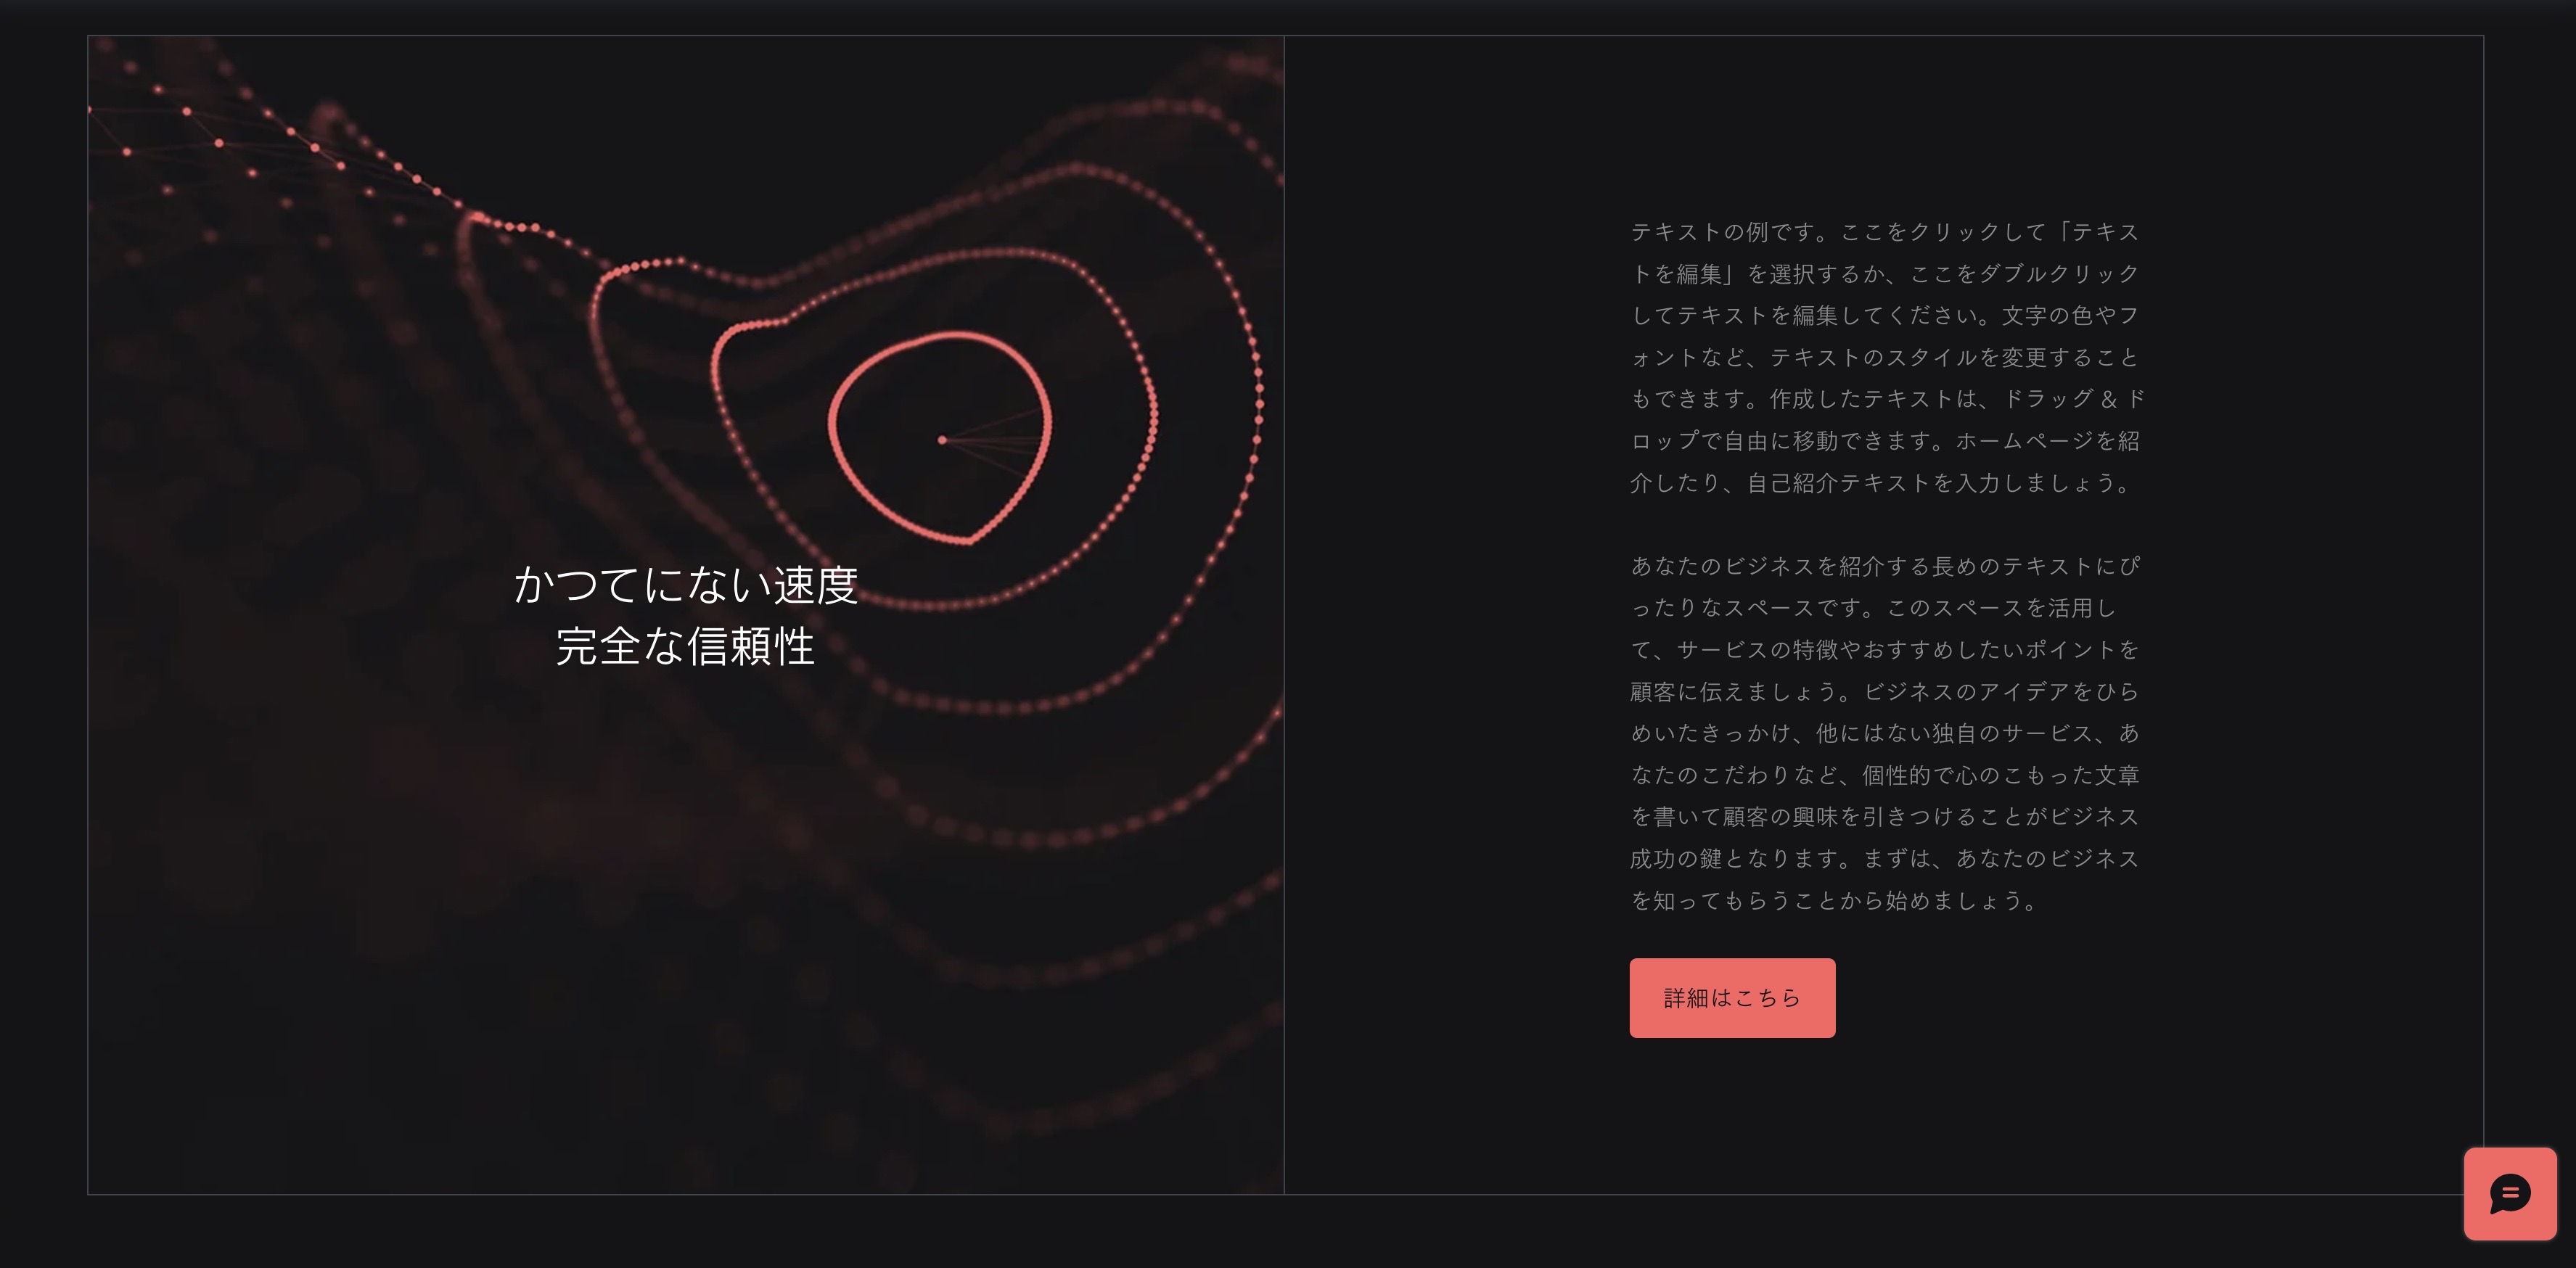 かつてにない速度
完全な信頼性
テキストの例です。ここをクリックして「テキス
トを編集」を選択するか、ここをダブルクリック
してテキストを編集してください。文字の色やフ
ォントなど、テキストのスタイルを変更すること
もできます。作成したテキストは、ドラッグ & ド
ロップで自由に移動できます。ホームページを紹
介したり、自己紹介テキストを入力しましょう。
あなたのビジネスを紹介する長めのテキストにぴ
ったりなスペースです。このスペースを活用し
て、サービスの特徴やおすすめしたいポイントを
顧客に伝えましょう。ビジネスのアイデアをひら
めいたきっかけ、他にはない独自のサービス、あ
なたのこだわりなど、個性的で心のこもった文章
を書いて顧客の興味を引きつけることがビジネス
成功の鍵となります。まずは、あなたのビジネス
を知ってもらうことから始めましょう。
詳細はこちら